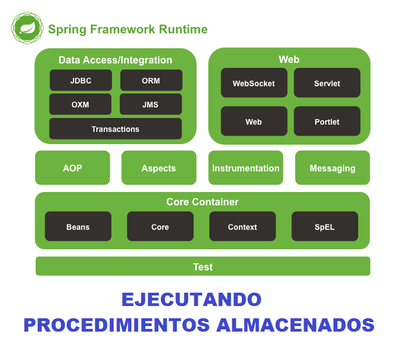 Spring Framework Runtime
Data Access/Integration
JDBC
ORM
OXM
JMS
Transactions
Web
WebSocket
Servlet
Web
Portlet
AOP
Aspects
Instrumentation
Messaging
Core Container
Beans
Core
Context
SpEL
Test
EJECUTANDO
PROCEDIMIENTOS ALMACENADOS